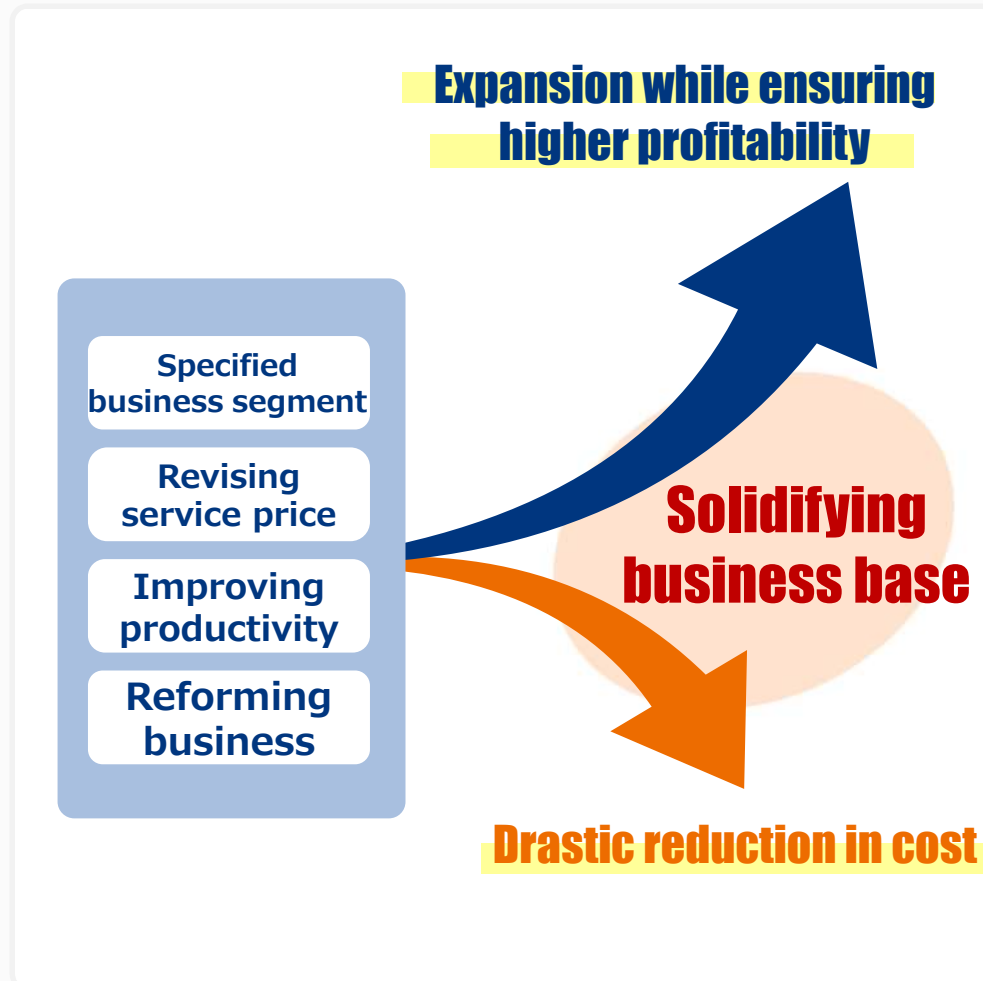 Expansion while ensuring
higher profitability
Specified
business segment
Revising
service price
Improving
productivity
Reforming
business
Solidifying
business base
Drastic reduction in cost